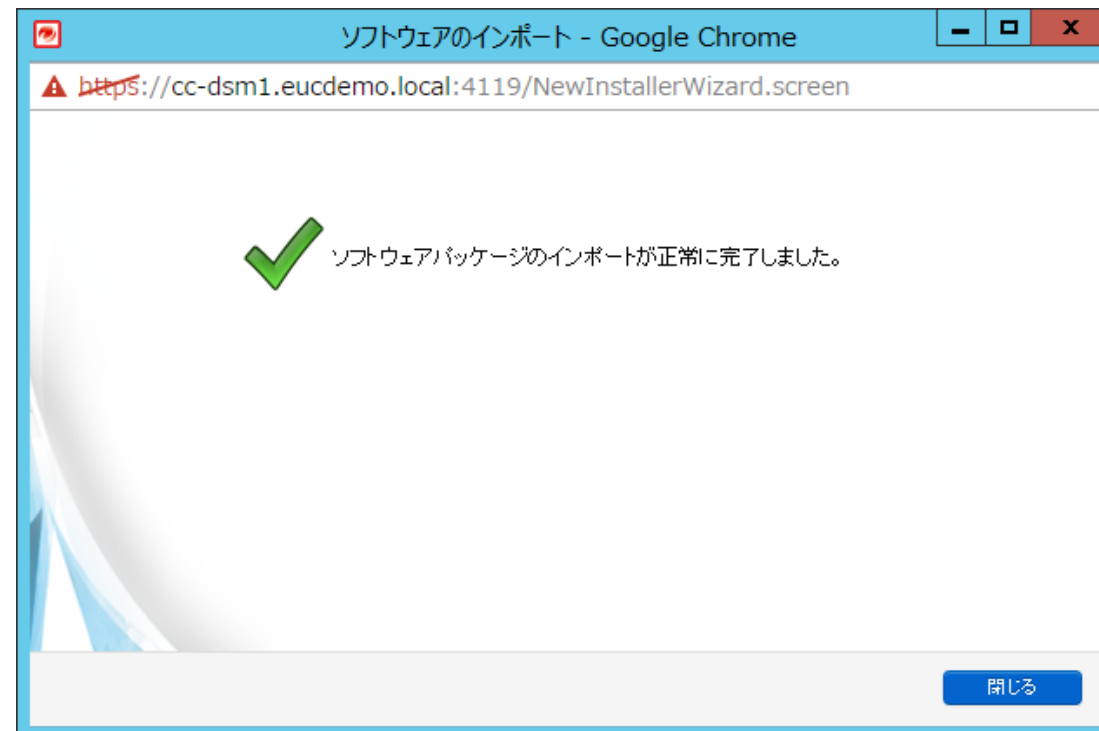 ソフトウェアのインポート - Google Chrome
https://cc-dsm1.eucdemo.local:4119/NewInstallerWizard.screen
ソフトウェアパッケージのインポートが正常に完了しました。
閉じる